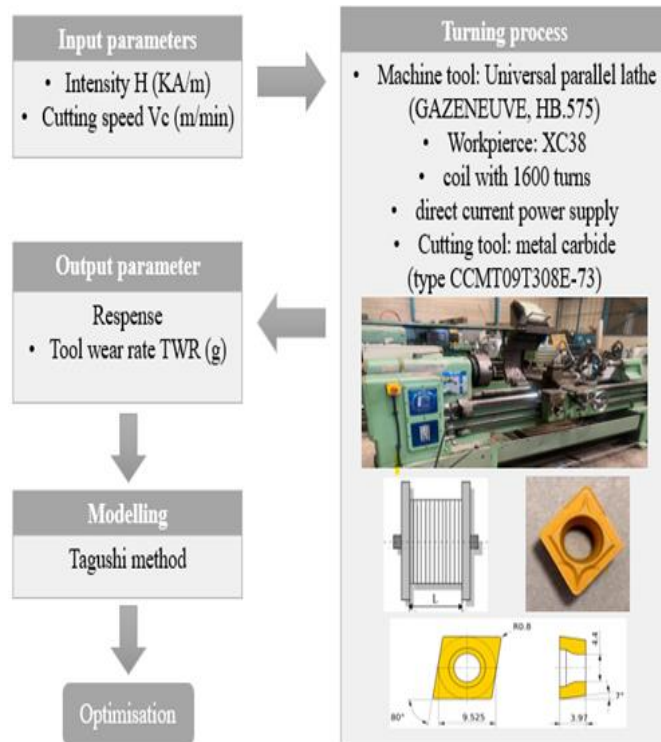 Input parameters
• Intensity H (KA/m)
• Cutting speed Vc (m/min)
Turning process
• Machine tool: Universal parallel lathe
(GAZENEUVE, HB.575)
• Workpierce: XC38
• coil with 1600 turns
• direct current power supply
• Cutting tool: metal carbide
(type CCMT09T308E-73)
L
R0.8
80°
9.525
4.4
7°
3.97
Output parameter
Respense
• Tool wear rate TWR (g)
Modelling
Tagushi method
Optimisation